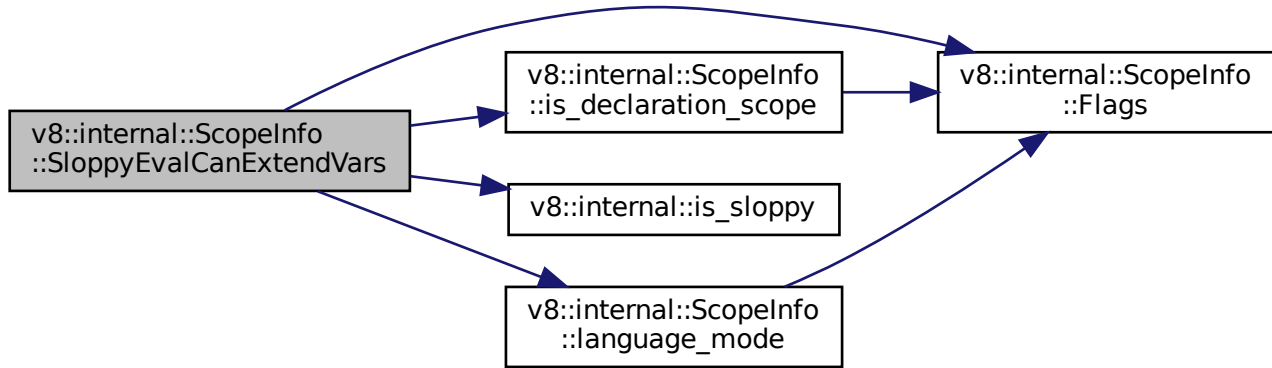 v8::internal::ScopeInfo
::SloppyEvalCanExtendVars
v8::internal::ScopeInfo
::is_declaration_scope
v8::internal::ScopeInfo
::Flags
v8::internal::is_sloppy
v8::internal::ScopeInfo
::language_mode